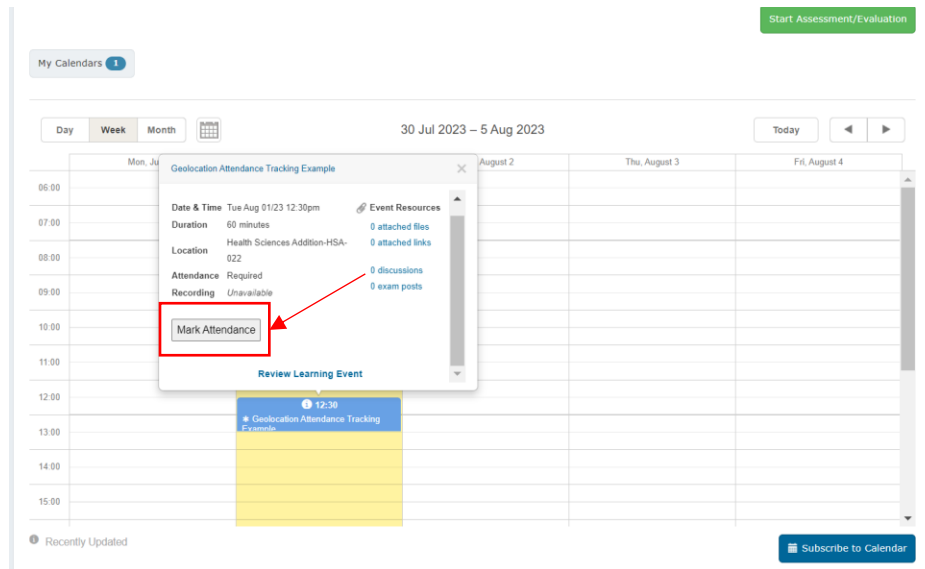 Start Assessment/Evaluation
My Calendars 1
Day Week Month
30 Jul 2023 – 5 Aug 2023
Today
Mon, Ju
August 2
Thu, August 3
Fri, August 4
Geolocation Attendance Tracking Example
Date & Time Tue Aug 01/23 12:30pm
Duration 60 minutes
Location Health Sciences Addition-HSA-
022
Attendance Required
Recording Unavailable
Event Resources
0 attached files
0 attached links
0 discussions
0 exam posts
Mark Attendance
Review Learning Event
06:00
07:00
08:00
09:00
10:00
11:00
12:00
13:00
14:00
15:00
12:30
Geolocation Attendance Tracking
Example
Recently Updated
Subscribe to Calendar